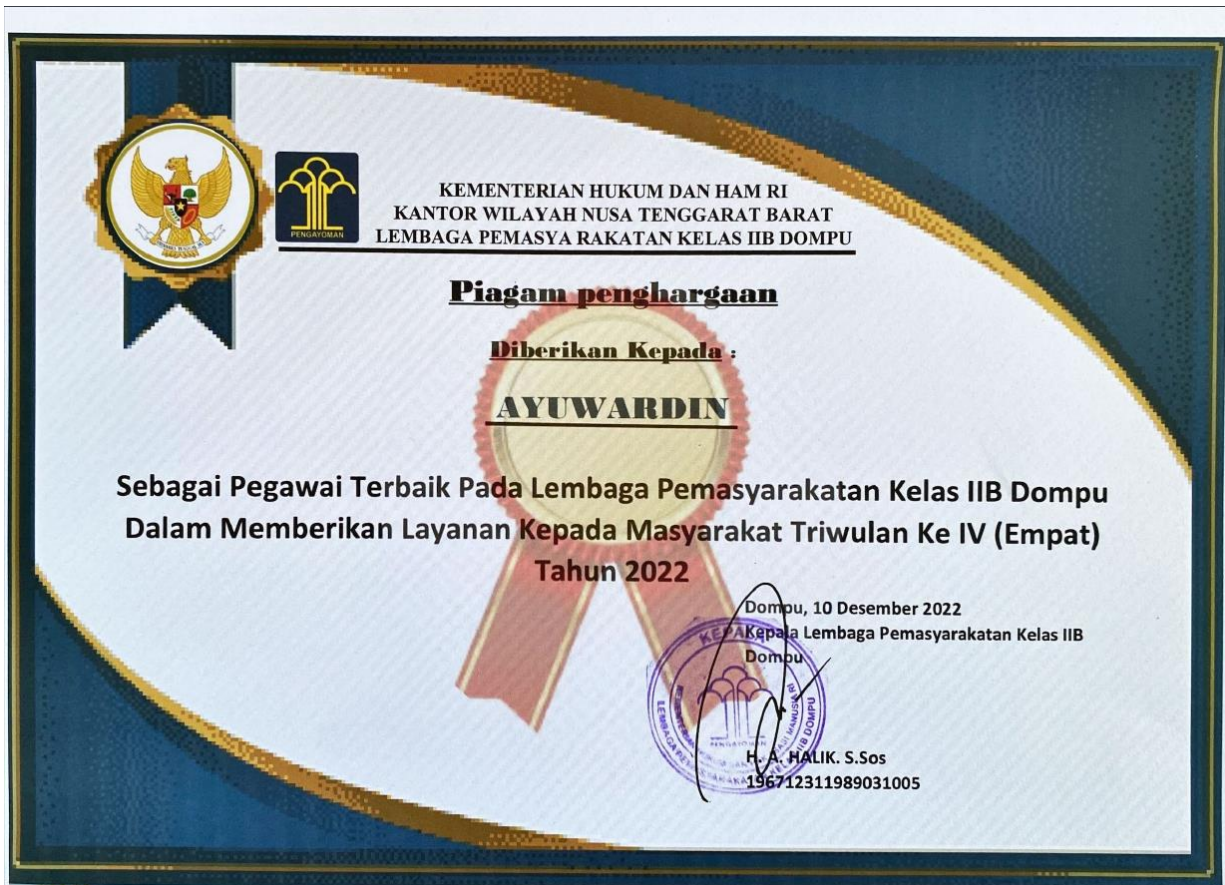 PENGAYOMAN
KEMENTERIAN HUKUM DAN HAM RI
KANTOR WILAYAH NUSA TENGGARAT BARAT
LEMBAGA PEMASYA RAKATAN KELAS IIB DOMPU
Piagam penghargaan
Diberikan Kepada :
AYUWARDIN
Sebagai Pegawai Terbaik Pada Lembaga Pemasyarakatan Kelas IIB Dompu
Dalam Memberikan Layanan Kepada Masyarakat Triwulan Ke IV (Empat)
Tahun 2022
Dompu, 10 Desember 2022
Kepala Lembaga Pemasyarakatan Kelas IIB
Dompu
KEPALA
PENGAYOMAN
H. A. HALIK. S.Sos
196712311989031005